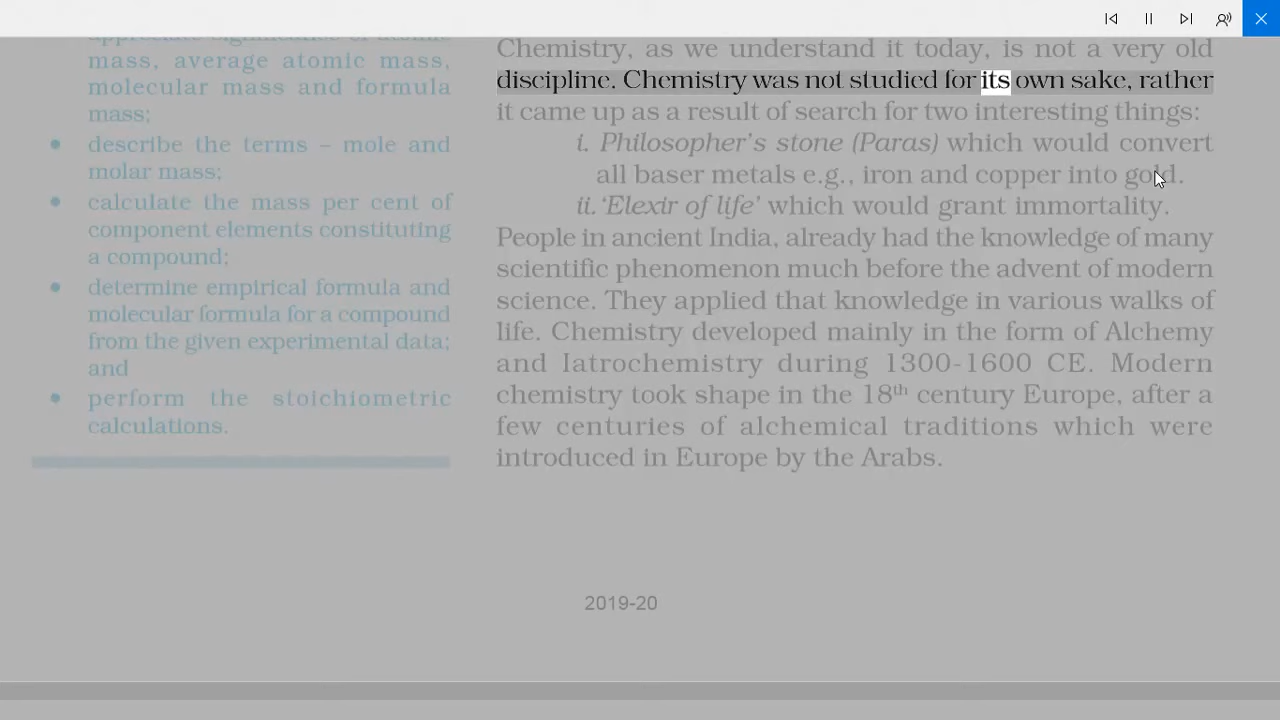 appreciate significance of atomic
mass, average atomic mass,
molecular mass and formula
mass;
• describe the terms – mole and
molar mass;
• calculate the mass per cent of
component elements constituting
a compound;
• determine empirical formula and
molecular formula for a compound
from the given experimental data;
and
• perform the stoichiometric
calculations.
Chemistry, as we understand it today, is not a very old
discipline. Chemistry was not studied for its own sake, rather
it came up as a result of search for two interesting things:
i. Philosopher's stone (Paras) which would convert
all baser metals e.g., iron and copper into gold.
ii. ‘Elexir of life’ which would grant immortality.
People in ancient India, already had the knowledge of many
scientific phenomenon much before the advent of modern
science. They applied that knowledge in various walks of
life. Chemistry developed mainly in the form of Alchemy
and Iatrochemistry during 1300-1600 CE. Modern
chemistry took shape in the 18th century Europe, after a
few centuries of alchemical traditions which were
introduced in Europe by the Arabs.
2019-20